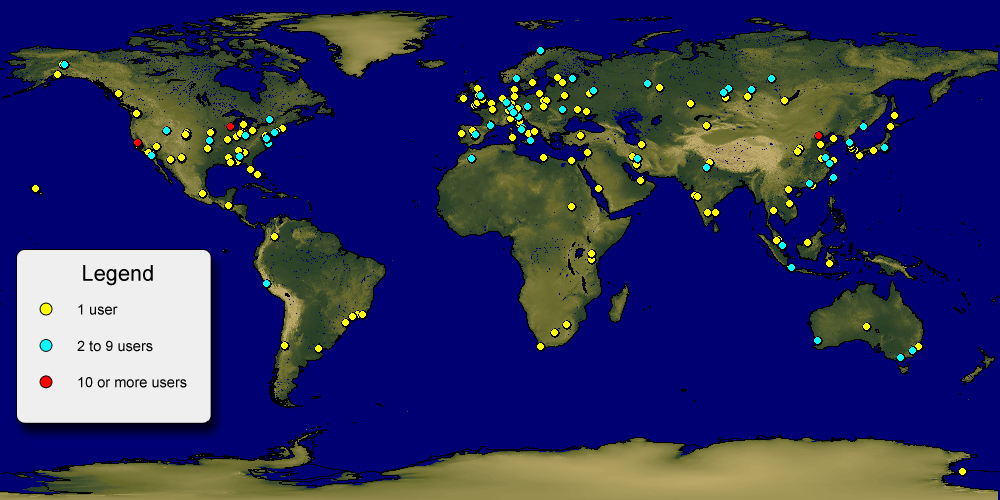 Legend
1 user
2 to 9 users
10 or more users